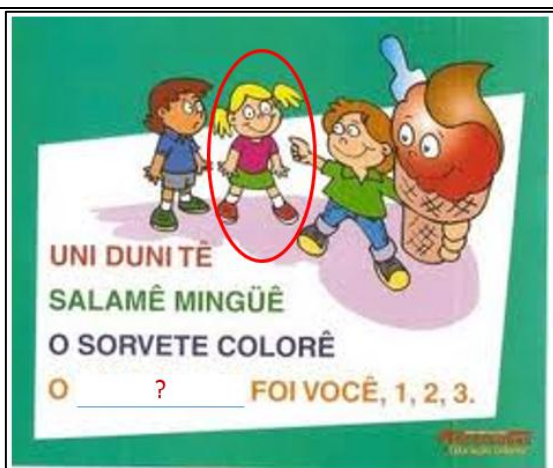 UNI DUNI TÊ
SALAMÊ MINGÜÊ
O SORVETE COLORÊ
O ? FOI VOCÊ, 1, 2, 3.